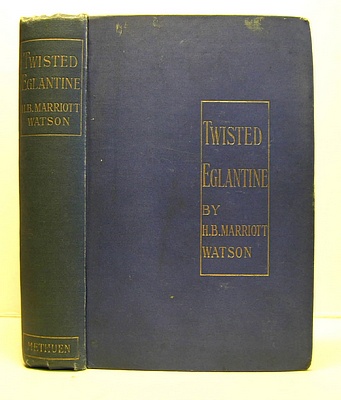 TWISTED
EGLANTINE
H.B. MARRIOTT
WATSON
METHUEN
TWISTED
EGLANTINE
BY
H.B. MARRIOTT
WATSON